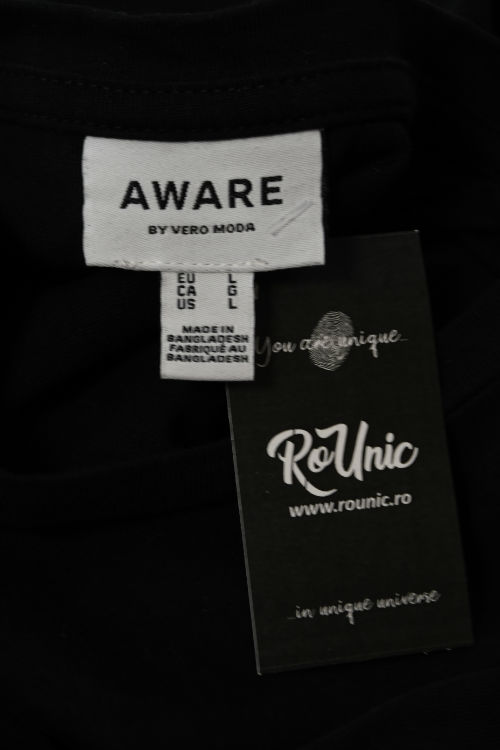 AWARE
BY VERO MODA
EU L
CA G
US L
MADE IN
BANGLADESH
FABRIQUÉ AU
BANGLADESH
You are unique...
RoUnic
www.rounic.ro
...in unique universe